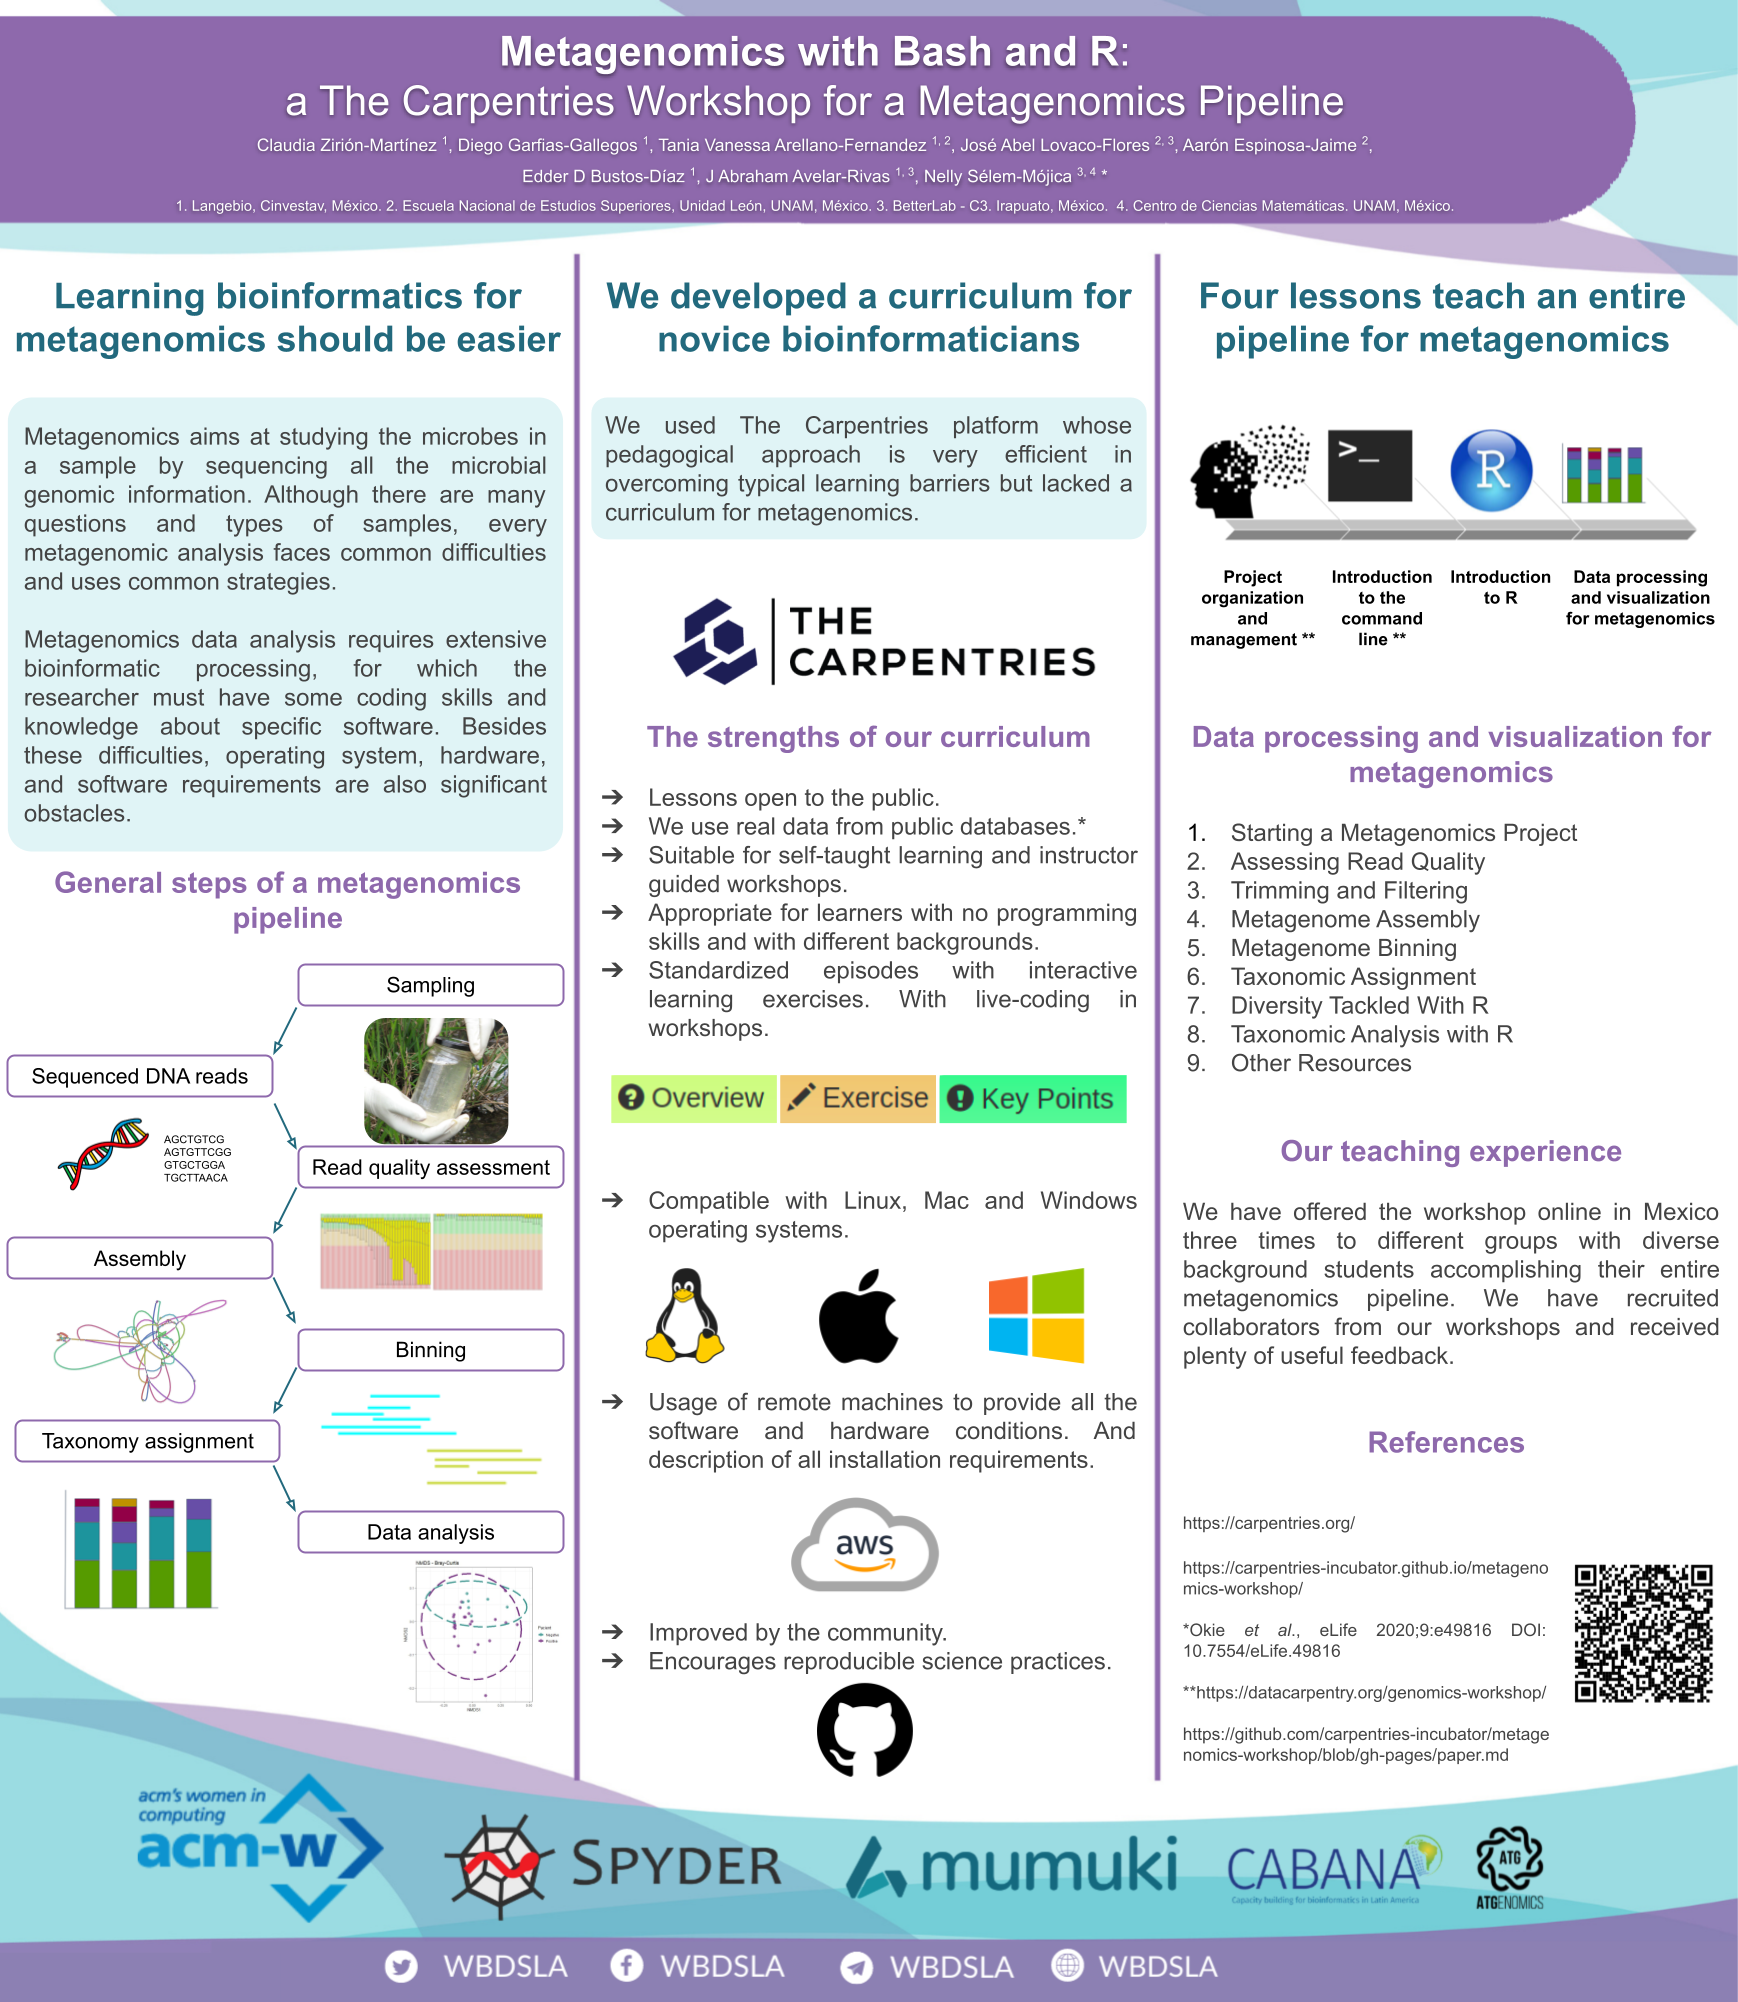 Metagenomics with Bash and R:
a The Carpentries Workshop for a Metagenomics Pipeline
Claudia Zirión-Martínez 1, Diego Garfias-Gallegos 1, Tania Vanessa Arellano-Fernandez 1, 2, José Abel Lovaco-Flores 2, 3, Aarón Espinosa-Jaime 2,
Edder D Bustos-Díaz 1, J Abraham Avelar-Rivas 1, 3, Nelly Sélem-Mójica 3, 4 *
1. Langebio, Cinvestav, México. 2. Escuela Nacional de Estudios Superiores, Unidad León, UNAM, México. 3. BetterLab - C3. Irapuato, México. 4. Centro de Ciencias Matemáticas. UNAM, México.
Learning bioinformatics for
metagenomics should be easier
Metagenomics aims at studying the microbes in
a sample by sequencing all the microbial
genomic information. Although there are many
questions and types of samples, every
metagenomic analysis faces common difficulties
and uses common strategies.
Metagenomics data analysis requires extensive
bioinformatic processing, for which the
researcher must have some coding skills and
knowledge about specific software. Besides
these difficulties, operating system, hardware,
and software requirements are also significant
obstacles.
General steps of a metagenomics
pipeline
Sampling
Sequenced DNA reads
AGCTGTCG
AGTGTTCGG
GTGCTGGA
TGCTTAACA
Read quality assessment
Assembly
Binning
Taxonomy assignment
Data analysis
NMDS - Bray-Curtis
NMDS2
NMDS1
We developed a curriculum for
novice bioinformaticians
We used The Carpentries platform whose
pedagogical approach is very efficient in
overcoming typical learning barriers but lacked a
curriculum for metagenomics.
THE
CARPENTRIES
The strengths of our curriculum
➔ Lessons open to the public.
➔ We use real data from public databases.*
➔ Suitable for self-taught learning and instructor
guided workshops.
➔ Appropriate for learners with no programming
skills and with different backgrounds.
➔ Standardized episodes with interactive
learning exercises. With live-coding in
workshops.
Overview Exercise Key Points
➔ Compatible with Linux, Mac and Windows
operating systems.
➔ Usage of remote machines to provide all the
software and hardware conditions. And
description of all installation requirements.
aws
➔ Improved by the community.
➔ Encourages reproducible science practices.
Four lessons teach an entire
pipeline for metagenomics
>_
R
Project
organization
and
management **
Introduction
to the
command
line **
Introduction
to R
Data processing
and visualization
for metagenomics
Data processing and visualization for
metagenomics
1. Starting a Metagenomics Project
2. Assessing Read Quality
3. Trimming and Filtering
4. Metagenome Assembly
5. Metagenome Binning
6. Taxonomic Assignment
7. Diversity Tackled With R
8. Taxonomic Analysis with R
9. Other Resources
Our teaching experience
We have offered the workshop online in Mexico
three times to different groups with diverse
background students accomplishing their entire
metagenomics pipeline. We have recruited
collaborators from our workshops and received
plenty of useful feedback.
References
https://carpentries.org/
https://carpentries-incubator.github.io/metageno
mics-workshop/
*Okie et al., eLife 2020;9:e49816 DOI:
10.7554/eLife.49816
**https://datacarpentry.org/genomics-workshop/
https://github.com/carpentries-incubator/metage
nomics-workshop/blob/gh-pages/paper.md
acm's women in
computing
acm-w
SPYDER
mumuki
CABANA
Capacity building for bioinformatics in Latin America
ATG
ATGENOMICS
WBDSLA WBDSLA WBDSLA WBDSLA